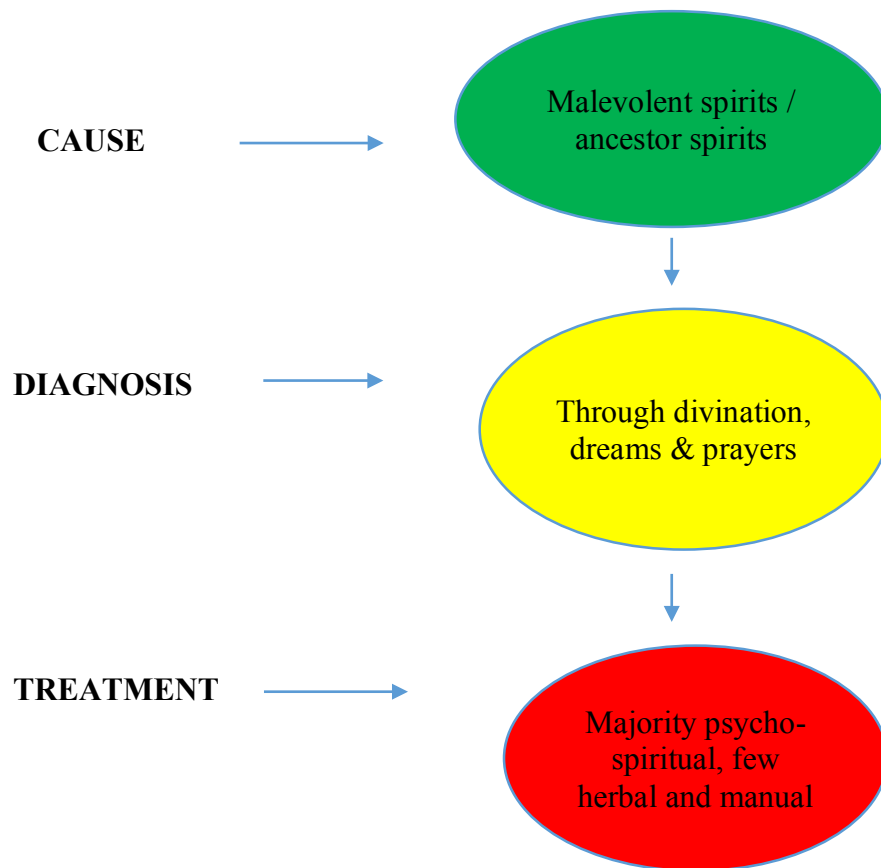 CAUSE
Malevolent spirits /
ancestor spirits
DIAGNOSIS
Through divination,
dreams & prayers
TREATMENT
Majority psycho-
spiritual, few
herbal and manual